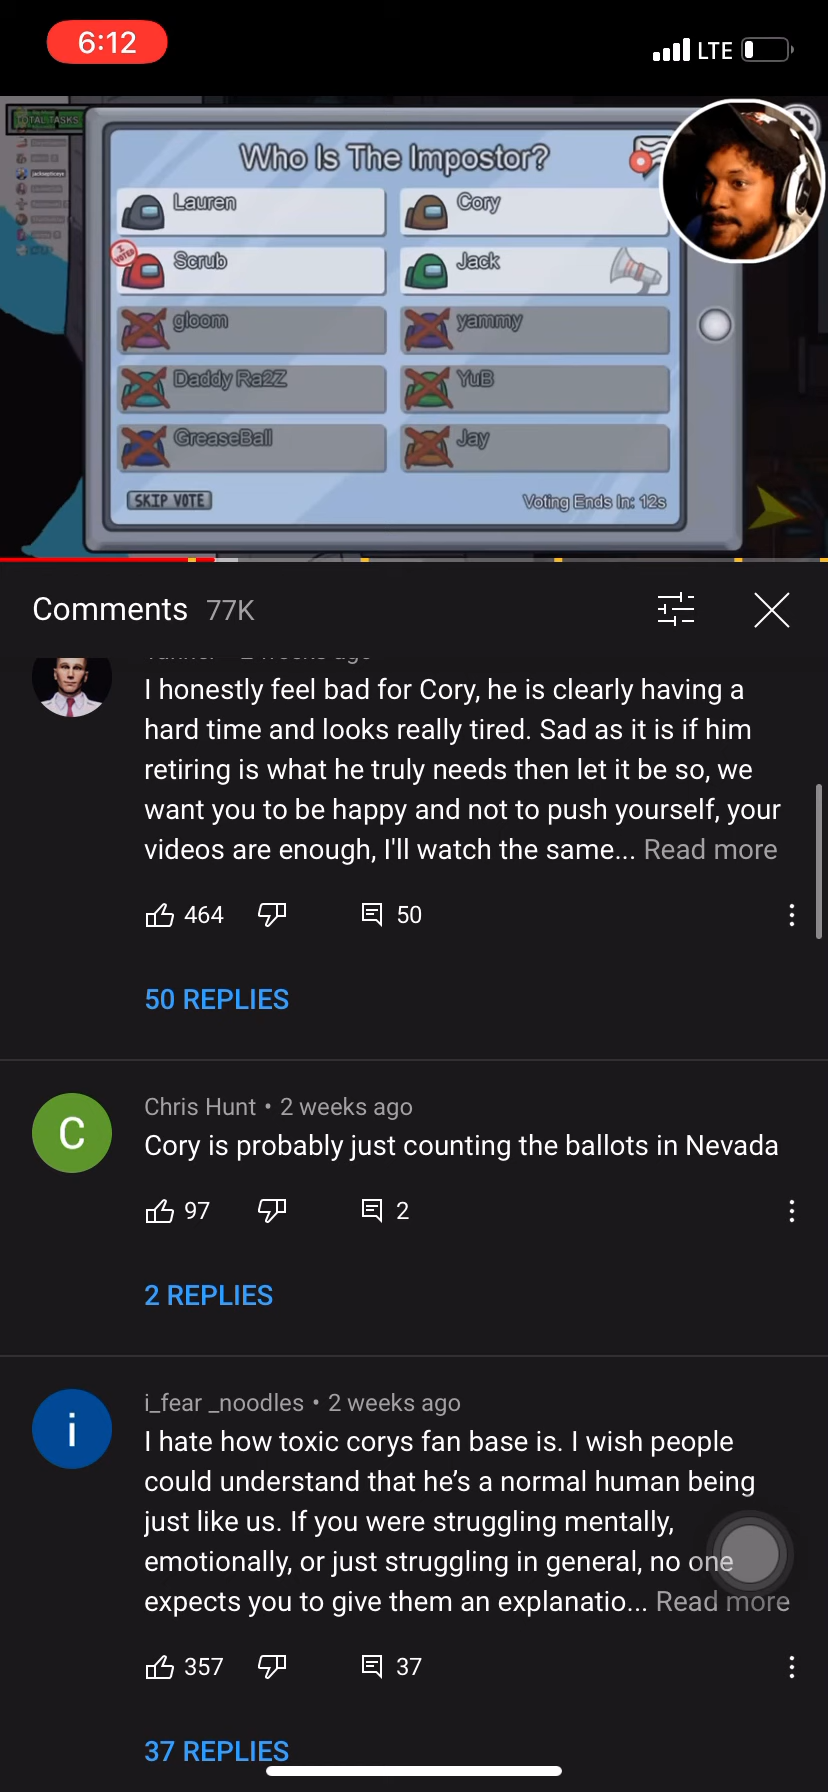 6:12
LTE
TOTAL TASKS
Who Is The Impostor?
Lauren
Cory
I VOTED
Scrub
Jack
gloom
yammy
Daddy Ra2Z
YuB
GreaseBall
Jay
SKIP VOTE
Voting Ends In: 12s
Comments 77K
I honestly feel bad for Cory, he is clearly having a
hard time and looks really tired. Sad as it is if him
retiring is what he truly needs then let it be so, we
want you to be happy and not to push yourself, your
videos are enough, I'll watch the same... Read more
464 50
50 REPLIES
C
Chris Hunt • 2 weeks ago
Cory is probably just counting the ballots in Nevada
97 2
2 REPLIES
i
i_fear _noodles • 2 weeks ago
I hate how toxic corys fan base is. I wish people
could understand that he’s a normal human being
just like us. If you were struggling mentally,
emotionally, or just struggling in general, no one
expects you to give them an explanatio... Read more
357 37
37 REPLIES